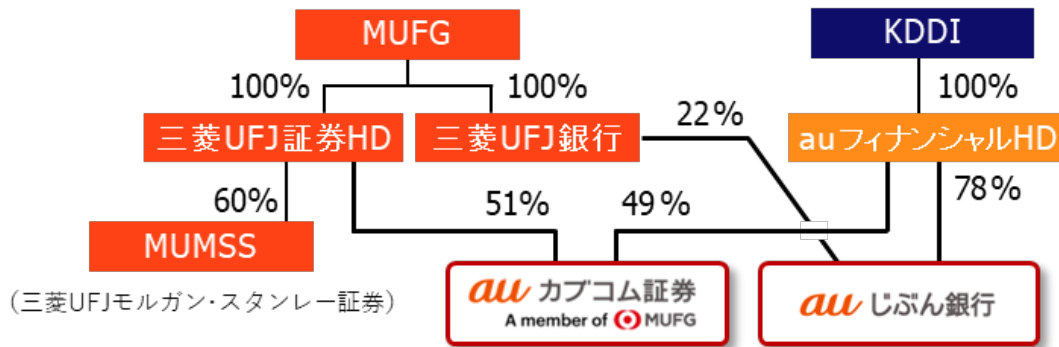 MUFG
KDDI
100%
100%
100%
三菱UFJ証券HD
三菱UFJ銀行
22%
auフィナンシャルHD
60%
51%
49%
78%
MUMSS
(三菱UFJモルガン・スタンレー証券)
au カブコム証券
A member of MUFG
au じぶん銀行